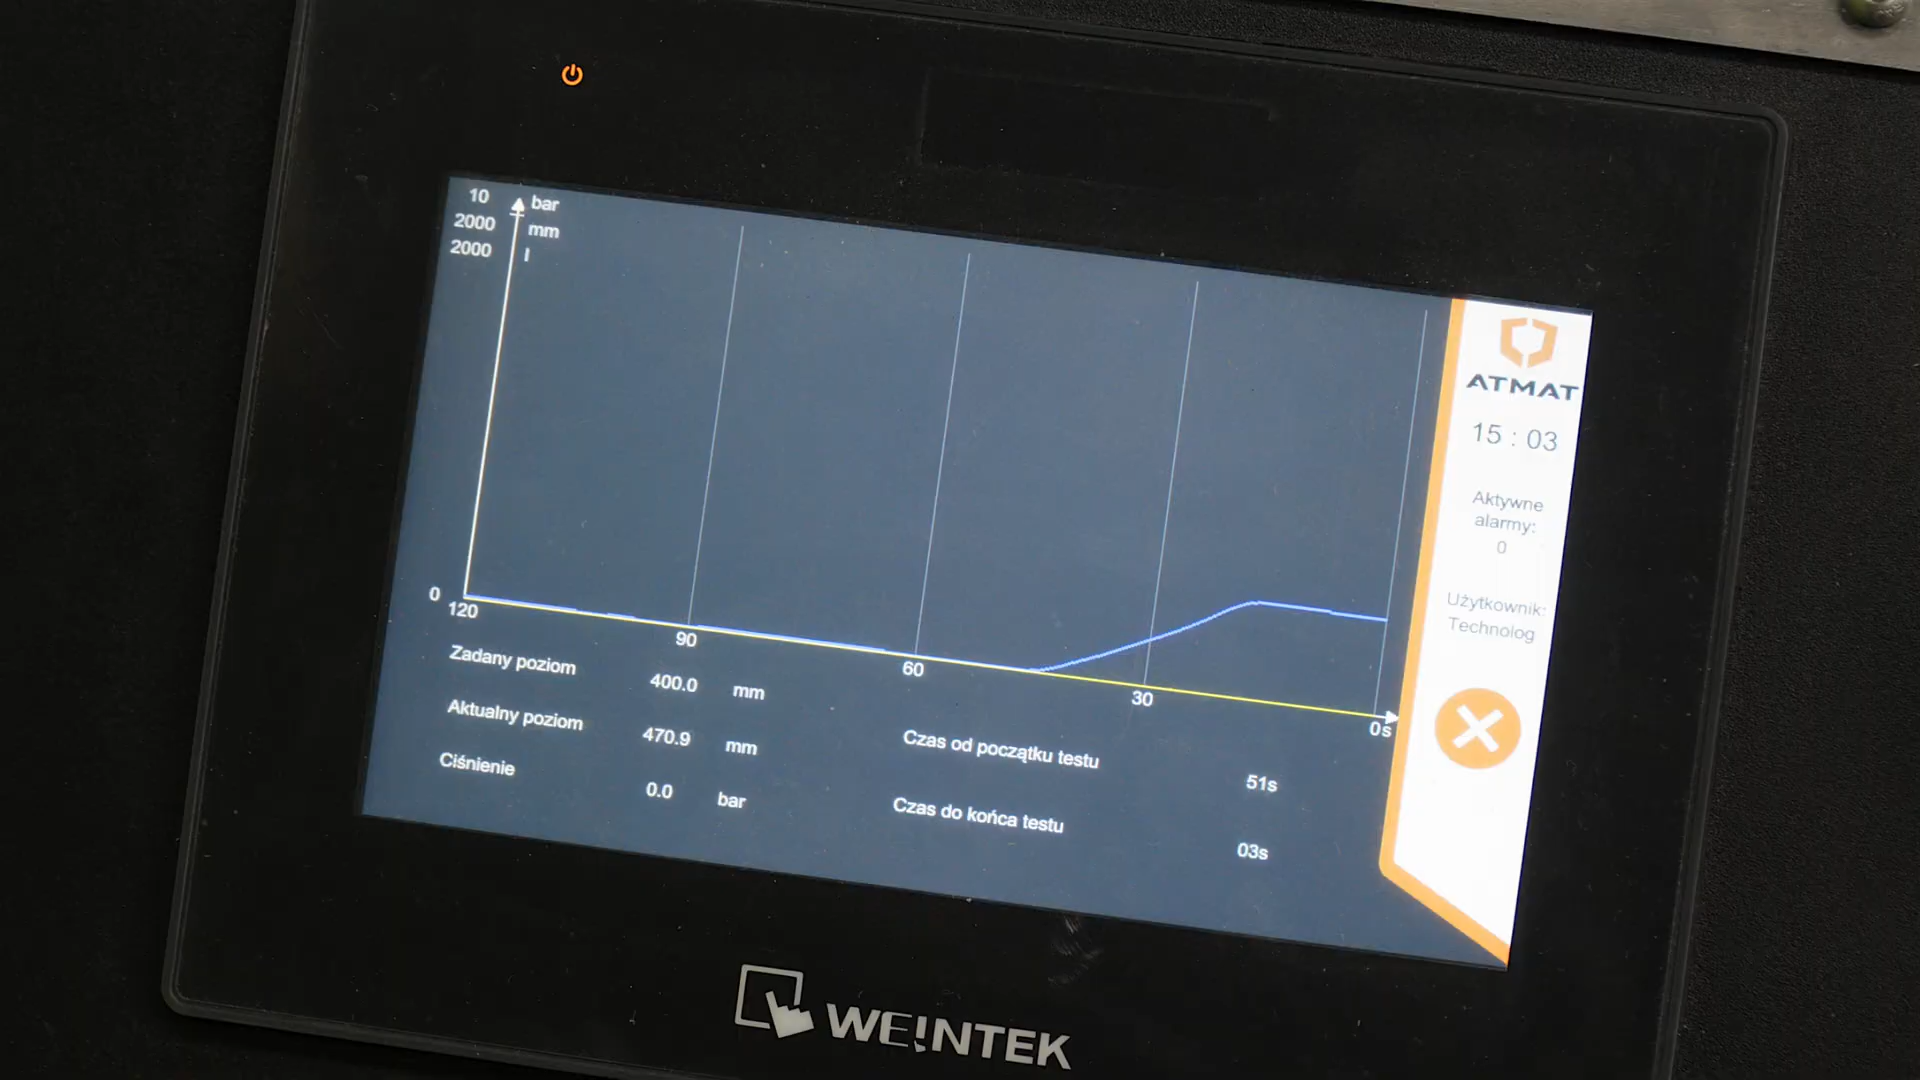 10 bar
2000 mm
2000 l
0
120 90 60 30 0s
Zadany poziom 400.0 mm
Aktualny poziom 470.9 mm
Ciśnienie 0.0 bar
Czas od początku testu 51s
Czas do końca testu 03s
ATMAT
15 : 03
Aktywne
alarmy:
0
Użytkownik:
Technolog
WEINTEK